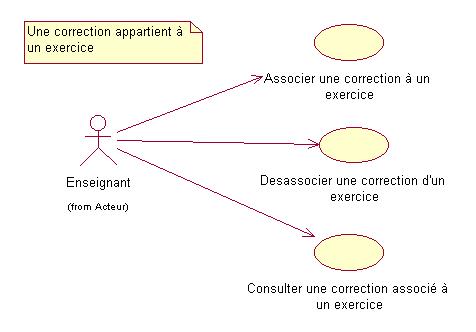 Une correction appartient à
un exercice
Associer une correction à un
exercice
Enseignant
(from Acteur)
Desassocier une correction d'un
exercice
Consulter une correction associé à
un exercice